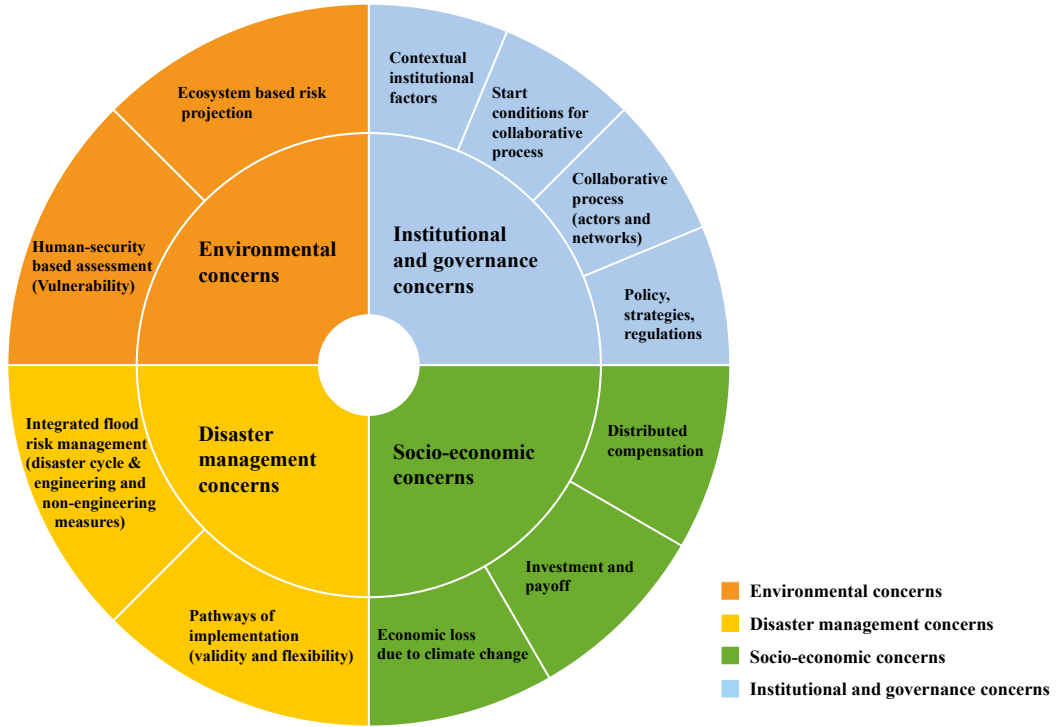 Ecosystem based risk
projection
Human-security
based assessment
(Vulnerability)
Environmental
concerns
Contextual
institutional
factors
Start
conditions for
collaborative
process
Collaborative
process
(actors and
networks)
Policy,
strategies,
regulations
Institutional
and governance
concerns
Integrated flood
risk management
(disaster cycle &
engineering and
non-engineering
measures)
Disaster
management
concerns
Pathways of
implementation
(validity and flexibility)
Socio-economic
concerns
Distributed
compensation
Investment and
payoff
Economic loss
due to climate change
Environmental concerns
Disaster management concerns
Socio-economic concerns
Institutional and governance concerns